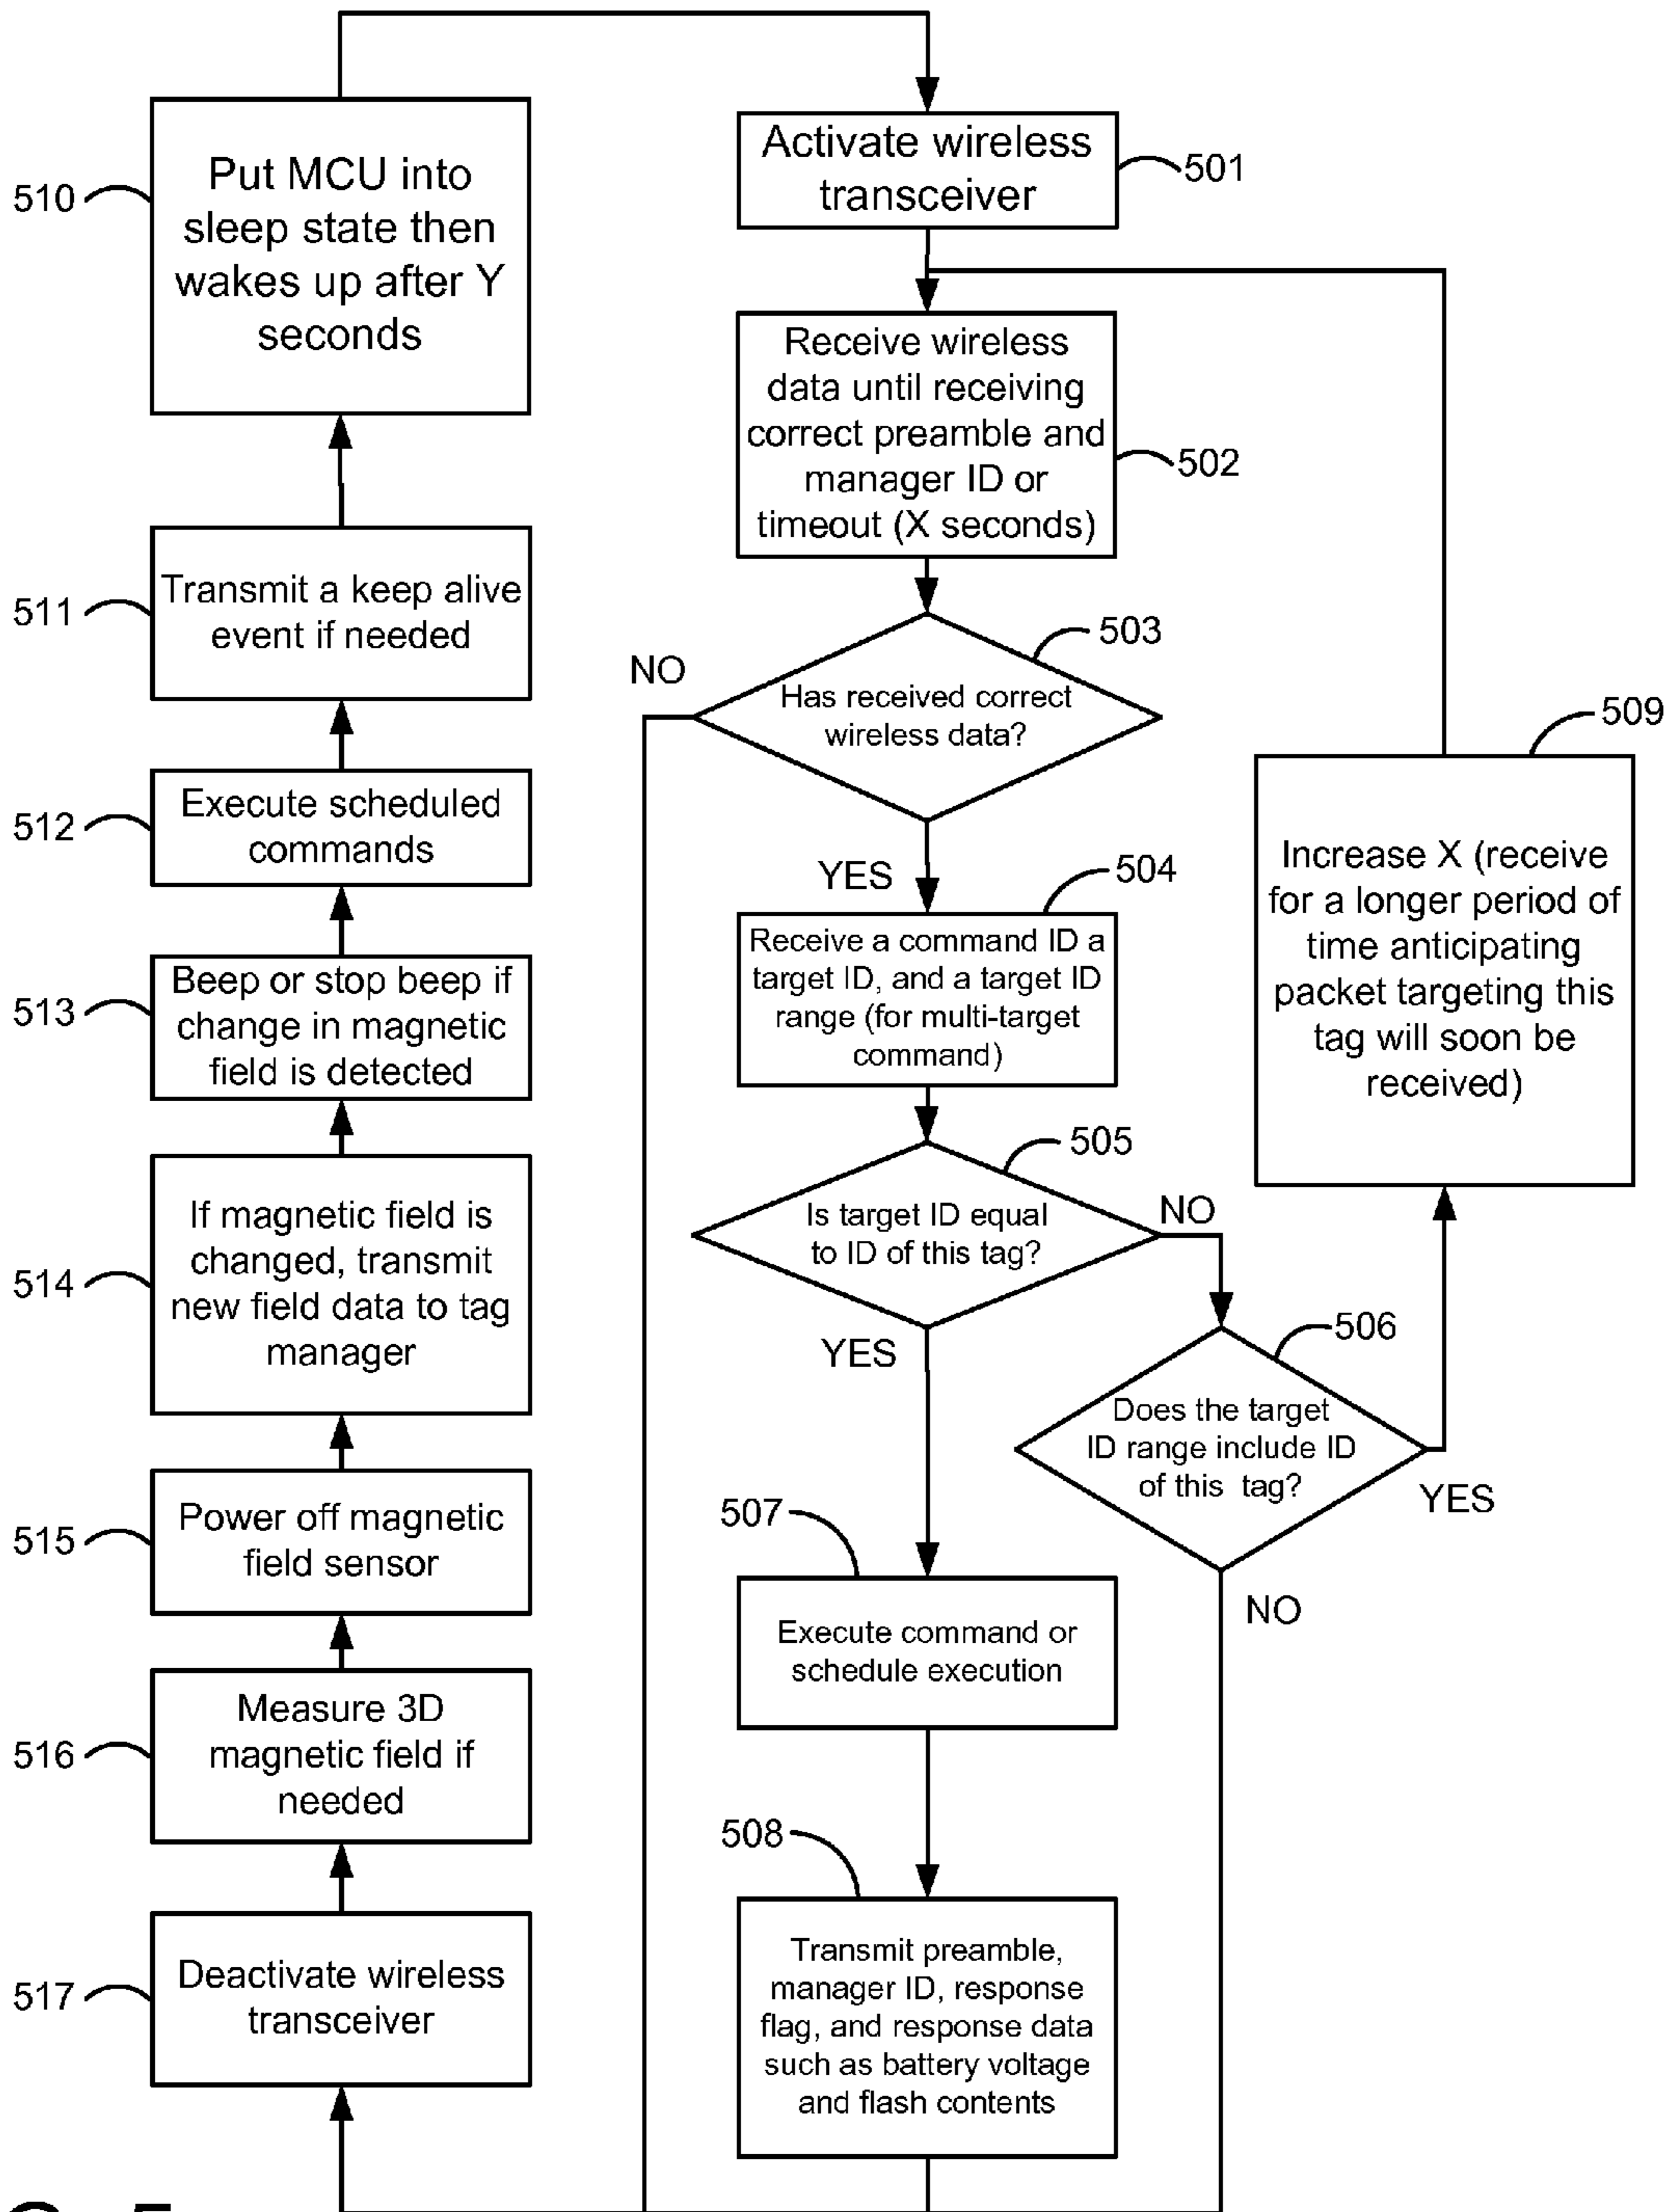 Put MCU into
sleep state then
wakes up after Y
seconds
510
Transmit a keep alive
event if needed
511
Execute scheduled
commands
512
Beep or stop beep if
change in magnetic
field is detected
513
If magnetic field is
changed, transmit
new field data to tag
manager
514
Power off magnetic
field sensor
515
Measure 3D
magnetic field if
needed
516
Deactivate wireless
transceiver
517
Activate wireless
transceiver
501
Receive wireless
data until receiving
correct preamble and
manager ID or
timeout (X seconds)
502
503
NO
Has received correct
wireless data?
YES
504
Receive a command ID a
target ID, and a target ID
range (for multi-target
command)
505
Is target ID equal
to ID of this tag?
NO
YES
506
Does the target
ID range include ID
of this tag?
YES
NO
507
Execute command or
schedule execution
508
Transmit preamble,
manager ID, response
flag, and response data
such as battery voltage
and flash contents
509
Increase X (receive
for a longer period of
time anticipating
packet targeting this
tag will soon be
received)